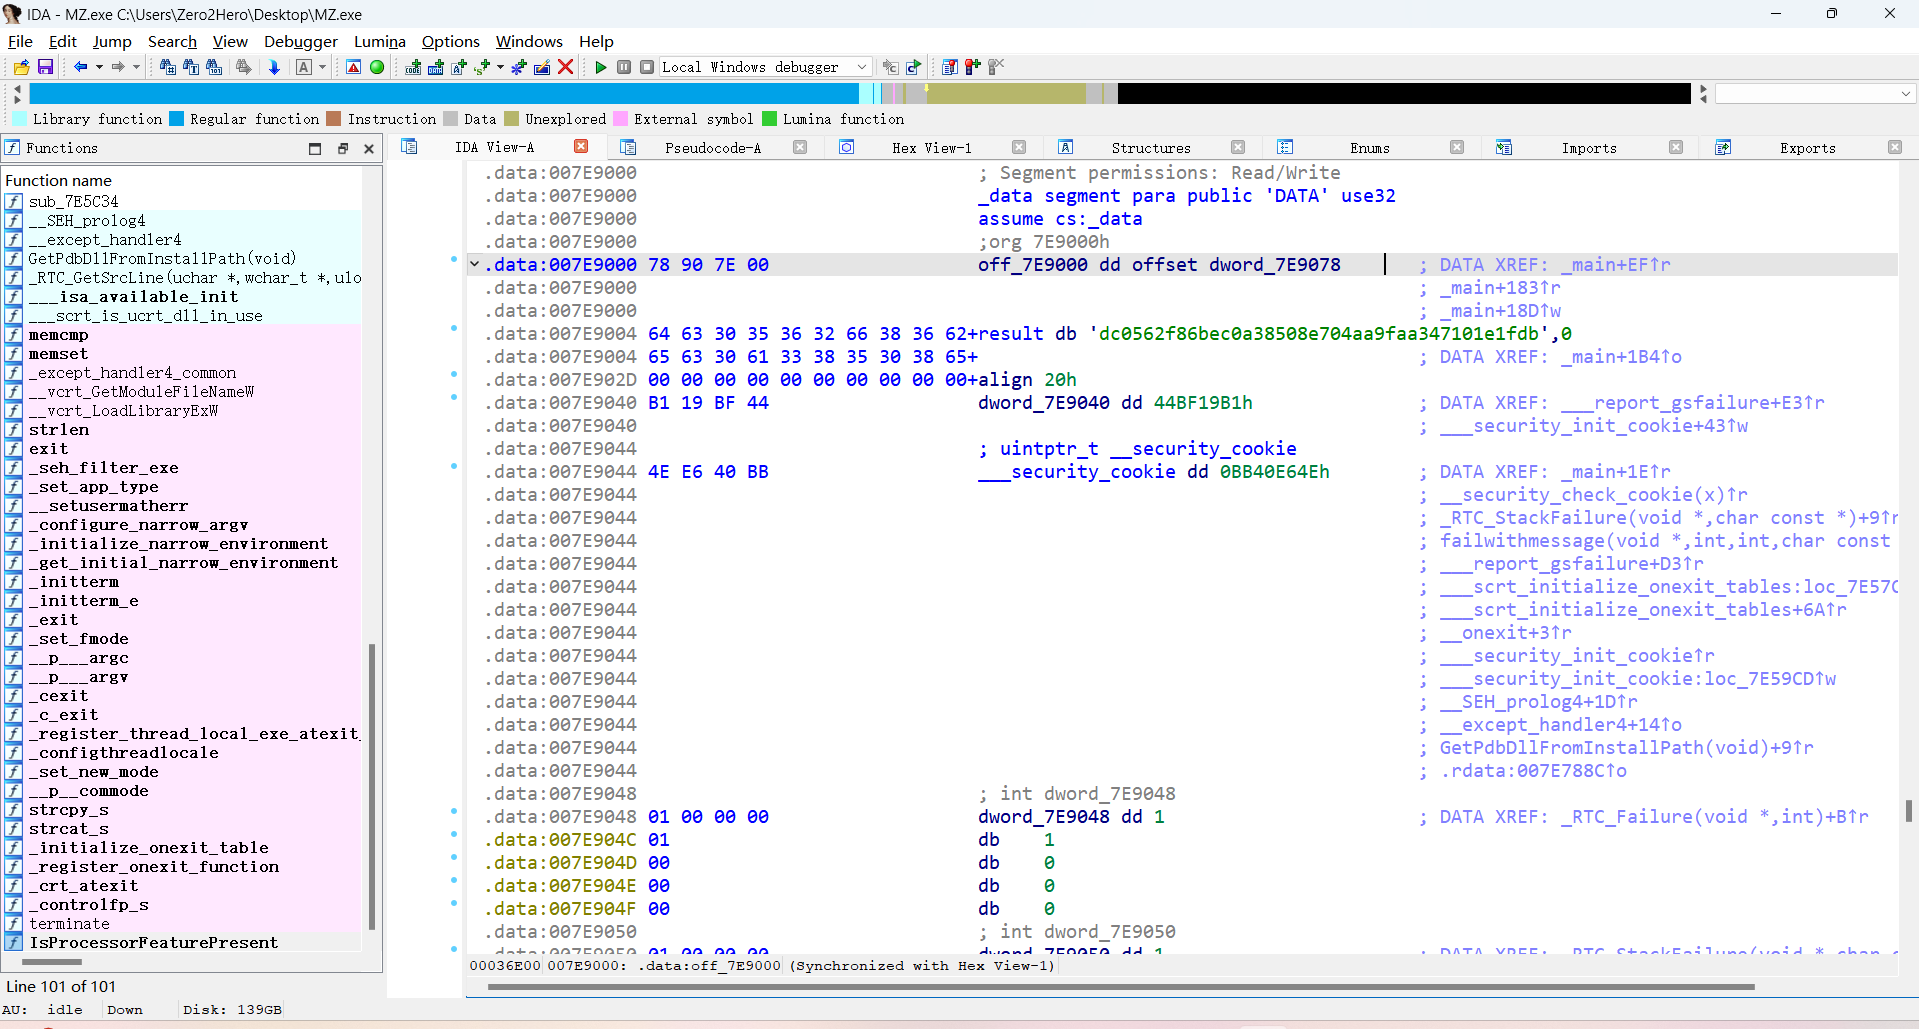 IDA - MZ.exe C:\Users\Zero2Hero\Desktop\MZ.exe
File Edit Jump Search View Debugger Lumina Options Windows Help
Local Windows debugger
Library function Regular function Instruction Data Unexplored External symbol Lumina function
Functions
Function name
sub_7E5C34
__SEH_prolog4
__except_handler4
GetPdbDllFromInstallPath(void)
_RTC_GetSrcLine(uchar *,wchar_t *,ulo
___isa_available_init
___scrt_is_ucrt_dll_in_use
memcmp
memset
_except_handler4_common
__vcrt_GetModuleFileNameW
__vcrt_LoadLibraryExW
strlen
exit
_seh_filter_exe
_set_app_type
__setusermatherr
_configure_narrow_argv
_initialize_narrow_environment
_get_initial_narrow_environment
_initterm
_initterm_e
_exit
_set_fmode
__p___argc
__p___argv
_cexit
_c_exit
_register_thread_local_exe_atexit_
_configthreadlocale
_set_new_mode
__p__commode
strcpy_s
strcat_s
_initialize_onexit_table
_register_onexit_function
_crt_atexit
_controlfp_s
terminate
IsProcessorFeaturePresent
Line 101 of 101
IDA View-A Pseudocode-A Hex View-1 Structures Enums Imports Exports
.data:007E9000 ; Segment permissions: Read/Write
.data:007E9000 _data segment para public 'DATA' use32
.data:007E9000 assume cs:_data
.data:007E9000 ;org 7E9000h
.data:007E9000 78 90 7E 00 off_7E9000 dd offset dword_7E9078 ; DATA XREF: _main+EF↑r
.data:007E9000 ; _main+183↑r
.data:007E9000 ; _main+18D↑w
.data:007E9004 64 63 30 35 36 32 66 38 36 62+result db 'dc0562f86bec0a38508e704aa9faa347101e1fdb',0
.data:007E9004 65 63 30 61 33 38 35 30 38 65+ ; DATA XREF: _main+1B4↑o
.data:007E902D 00 00 00 00 00 00 00 00 00 00+align 20h
.data:007E9040 B1 19 BF 44 dword_7E9040 dd 44BF19B1h ; DATA XREF: ___report_gsfailure+E3↑r
.data:007E9040 ; ___security_init_cookie+43↑w
.data:007E9044 ; uintptr_t __security_cookie
.data:007E9044 4E E6 40 BB ___security_cookie dd 0BB40E64Eh ; DATA XREF: _main+1E↑r
.data:007E9044 ; __security_check_cookie(x)↑r
.data:007E9044 ; _RTC_StackFailure(void *,char const *)+9↑r
.data:007E9044 ; failwithmessage(void *,int,int,char const
.data:007E9044 ; ___report_gsfailure+D3↑r
.data:007E9044 ; ___scrt_initialize_onexit_tables:loc_7E57C
.data:007E9044 ; ___scrt_initialize_onexit_tables+6A↑r
.data:007E9044 ; __onexit+3↑r
.data:007E9044 ; ___security_init_cookie↑r
.data:007E9044 ; ___security_init_cookie:loc_7E59CD↑w
.data:007E9044 ; __SEH_prolog4+1D↑r
.data:007E9044 ; __except_handler4+14↑o
.data:007E9044 ; GetPdbDllFromInstallPath(void)+9↑r
.data:007E9044 ; .rdata:007E788C↑o
.data:007E9048 ; int dword_7E9048
.data:007E9048 01 00 00 00 dword_7E9048 dd 1 ; DATA XREF: _RTC_Failure(void *,int)+B↑r
.data:007E904C 01 db 1
.data:007E904D 00 db 0
.data:007E904E 00 db 0
.data:007E904F 00 db 0
.data:007E9050 ; int dword_7E9050
.data:007E9050 01 00 00 00 dword_7E9050 dd 1 ; DATA XREF: _RTC_StackFailure(void *,char c
00036E00 007E9000: .data:off_7E9000 (Synchronized with Hex View-1)
AU: idle Down Disk: 139GB